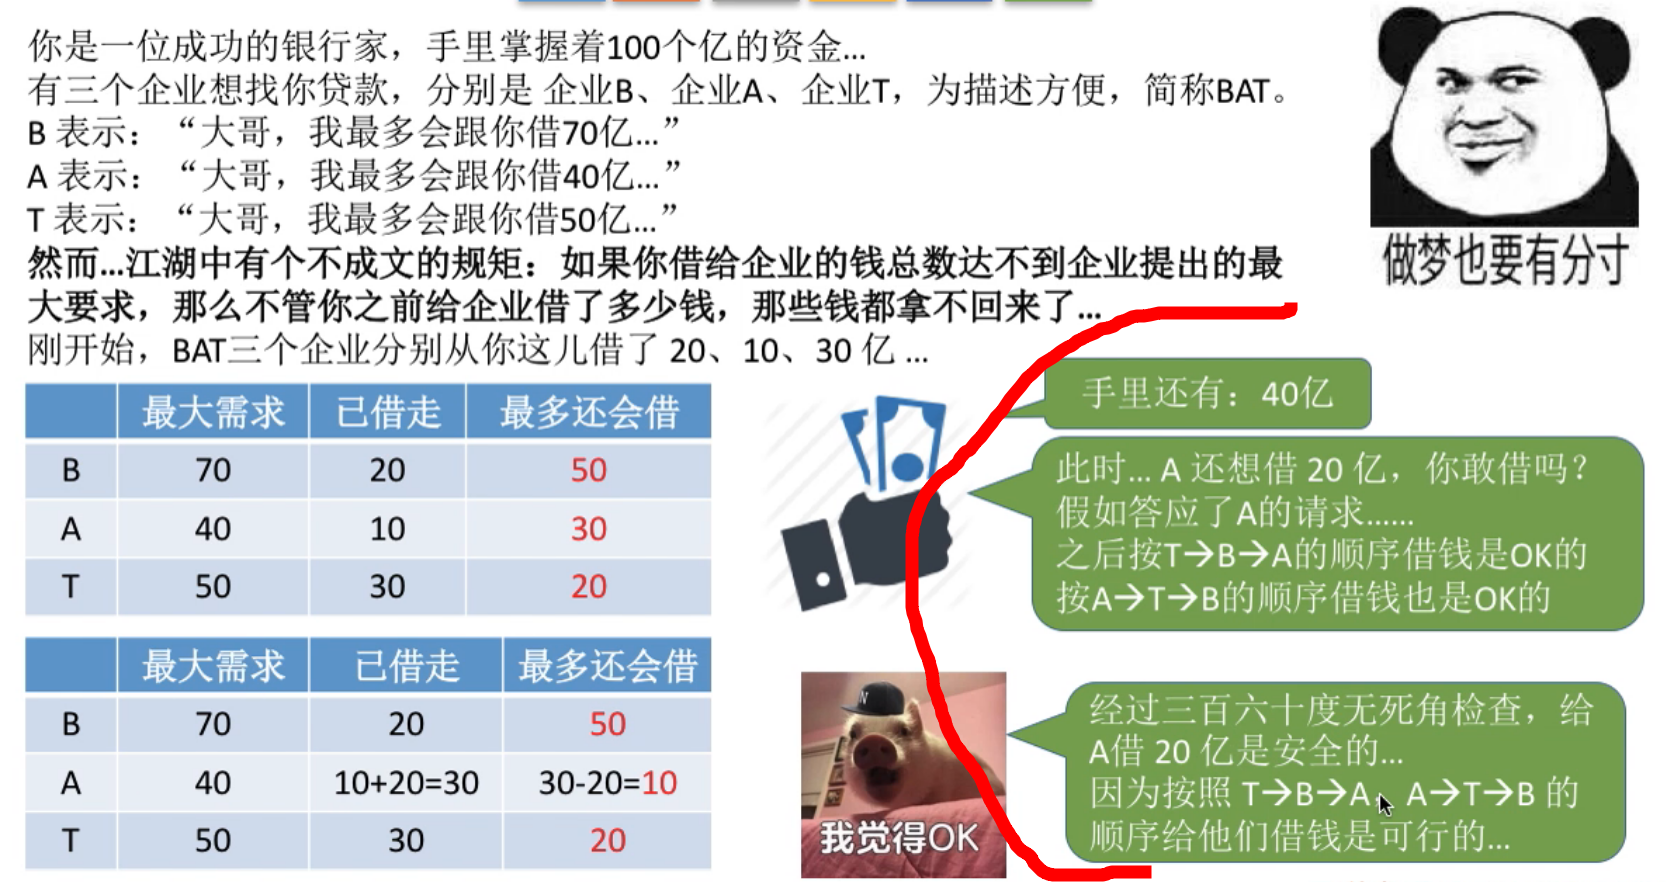 你是一位成功的银行家，手里掌握着100个亿的资金...
有三个企业想找你贷款，分别是 企业B、企业A、企业T，为描述方便，简称BAT。
B 表示：“大哥，我最多会跟你借70亿...”
A 表示：“大哥，我最多会跟你借40亿...”
T 表示：“大哥，我最多会跟你借50亿...”
然而...江湖中有个不成文的规矩：如果你借给企业的钱总数达不到企业提出的最
大要求，那么不管你之前给企业借了多少钱，那些钱都拿不回来了...
刚开始，BAT三个企业分别从你这儿借了 20、10、30 亿 ...
做梦也要有分寸
最大需求 已借走 最多还会借
B 70 20 50
A 40 10 30
T 50 30 20
手里还有：40亿
此时... A 还想借 20 亿，你敢借吗？
假如答应了A的请求......
之后按T→B→A的顺序借钱是OK的
按A→T→B的顺序借钱也是OK的
最大需求 已借走 最多还会借
B 70 20 50
A 40 10+20=30 30-20=10
T 50 30 20
N
我觉得OK
经过三百六十度无死角检查，给
A借 20 亿是安全的...
因为按照 T→B→A，A→T→B 的
顺序给他们借钱是可行的...